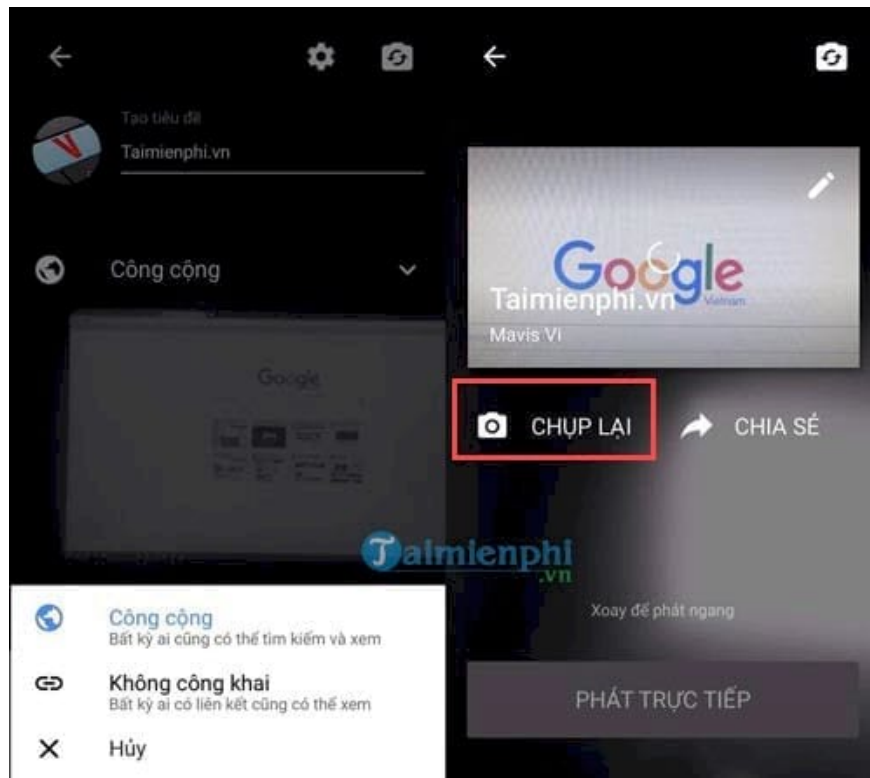 Tạo tiêu đề
Taimienphi.vn
Công cộng
Google
Công cộng
Bất kỳ ai cũng có thể tìm kiếm và xem
Không công khai
Bất kỳ ai có liên kết cũng có thể xem
Hủy
Google
Vietnam
Taimienphi.vn
Mavis Vi
CHỤP LẠI
CHIA SẺ
Xoay để phát ngang
PHÁT TRỰC TIẾP
Taimienphi
.vn